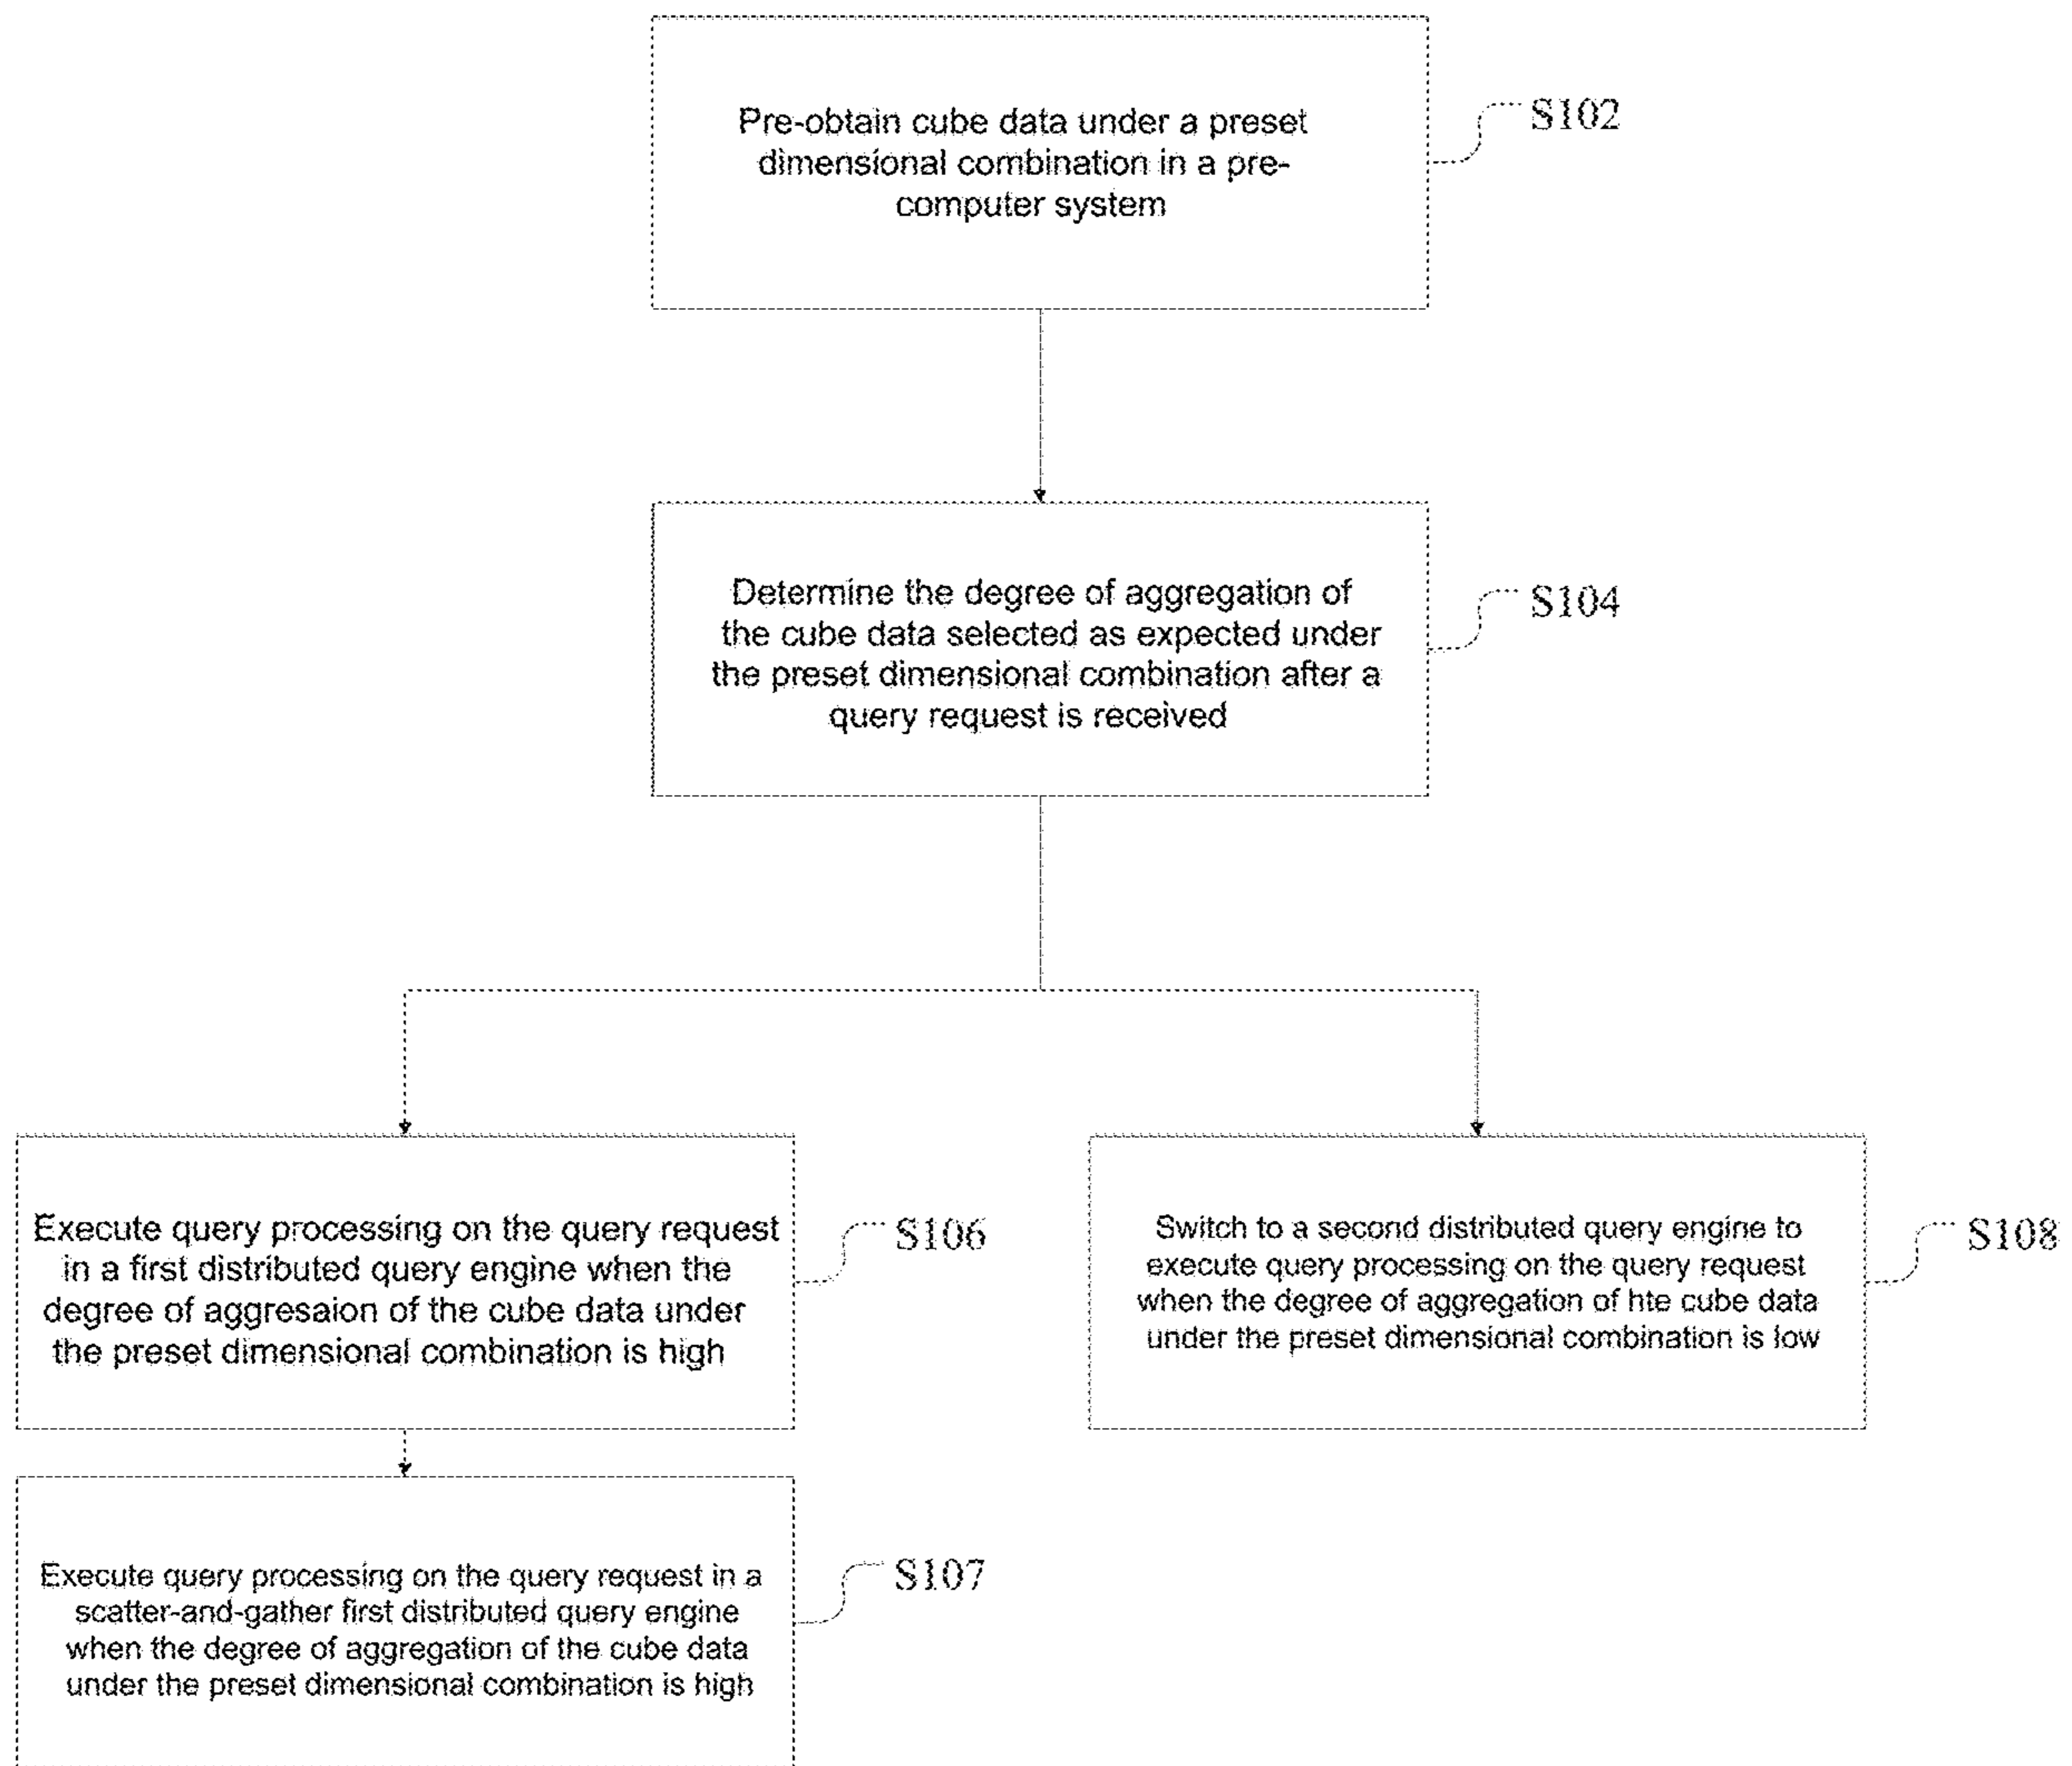 Pre-obtain cube data under a preset
dimensional combination in a pre-
computer system
S102
Determine the degree of aggregation of
the cube data selected as expected under
the preset dimensional combination after a
query request is received
S104
Execute query processing on the query request
in a first distributed query engine when the
degree of aggresaion of the cube data under
the preset dimensional combination is high
S106
Switch to a second distributed query engine to
execute query processing on the query request
when the degree of aggregation of hte cube data
under the preset dimensional combination is low
S108
Execute query processing on the query request in a
scatter-and-gather first distributed query engine
when the degree of aggregation of the cube data
under the preset dimensional combination is high
S107